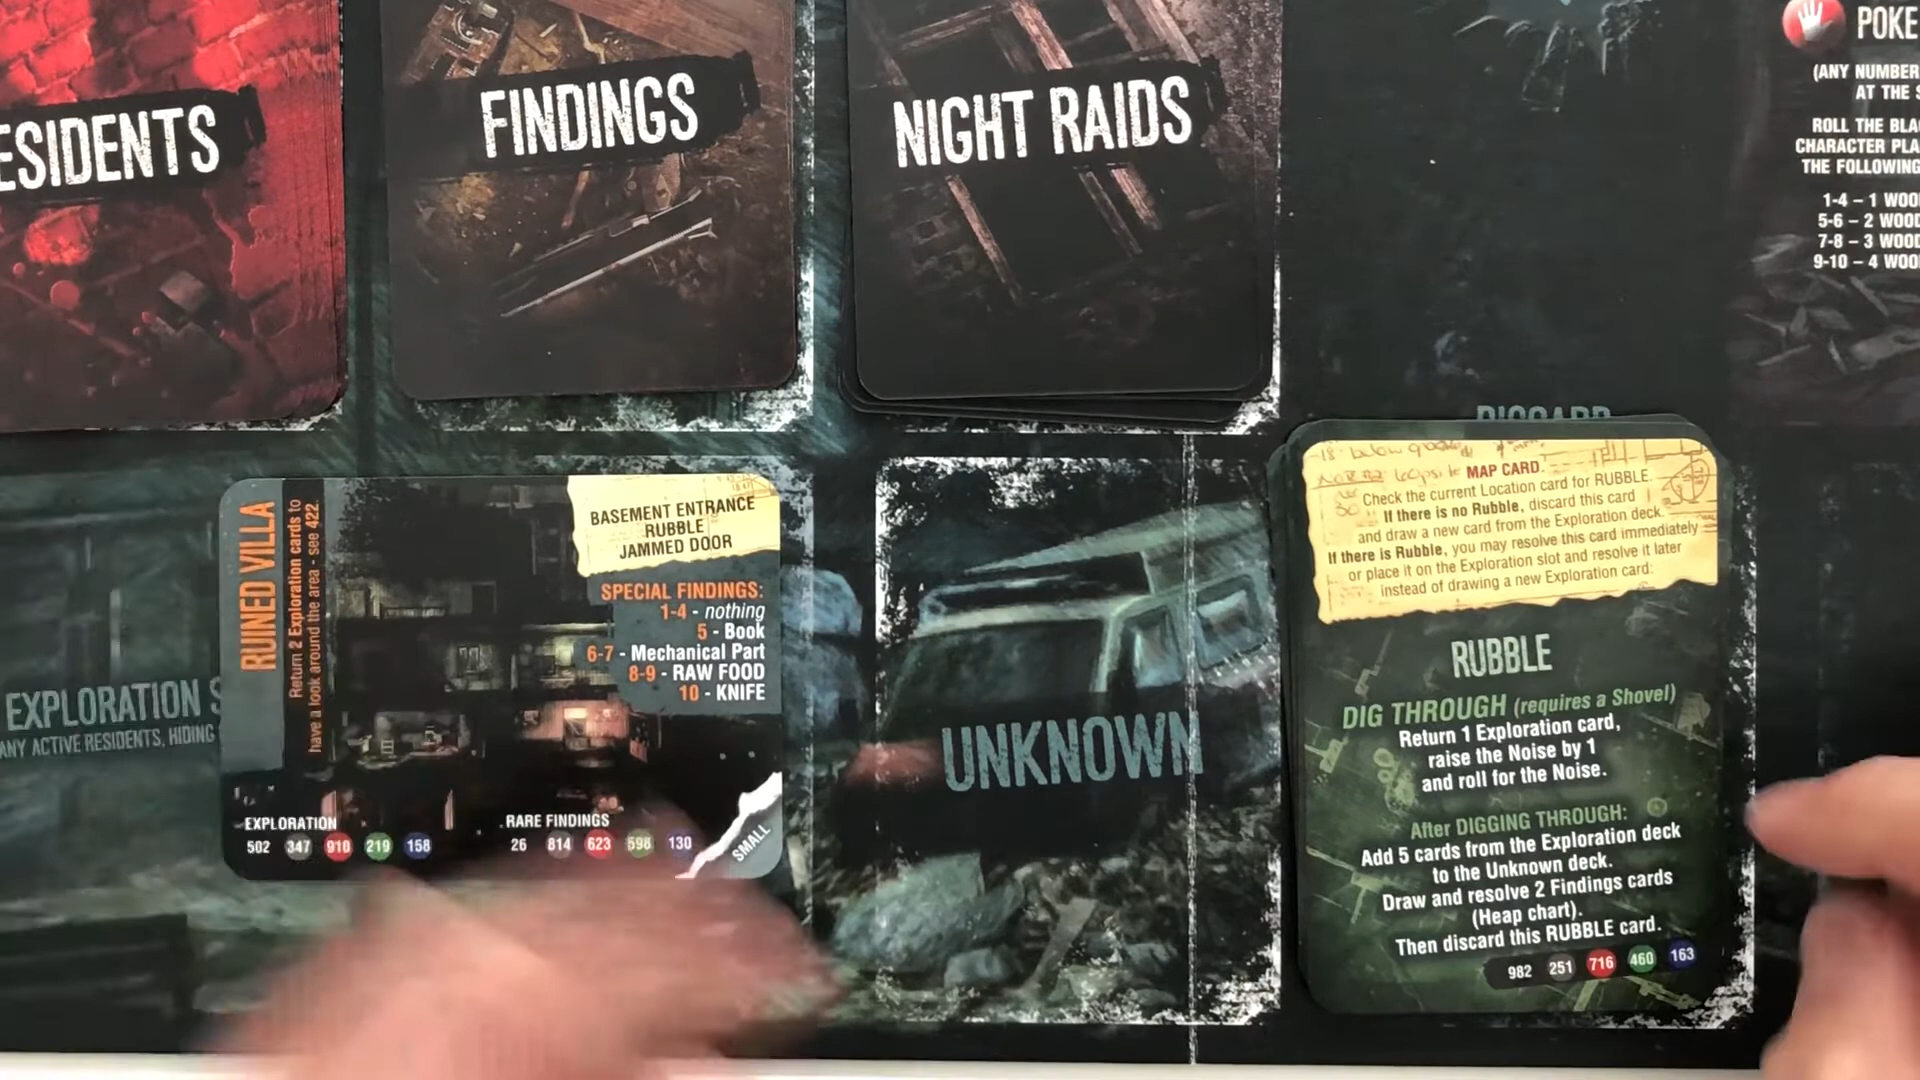 ESIDENTS
FINDINGS
NIGHT RAIDS
POKE
(ANY NUMBER
AT THE S
ROLL THE BLA
CHARACTER PLA
THE FOLLOWING
1-4 – 1 WOO
5-6 – 2 WOOD
7-8 – 3 WOOD
9-10 – 4 WOO
EXPLORATION S
ANY ACTIVE RESIDENTS, HIDING
RUINED VILLA
Return 2 Exploration cards to
have a look around the area - see 422.
BASEMENT ENTRANCE
RUBBLE
JAMMED DOOR
SPECIAL FINDINGS:
1-4 - nothing
5 - Book
6-7 - Mechanical Part
8-9 - RAW FOOD
10 - KNIFE
EXPLORATION
502 347 910 219 158
RARE FINDINGS
26 814 623 598 130
SMALL
UNKNOWN
DISCARD
MAP CARD.
Check the current Location card for RUBBLE.
If there is no Rubble, discard this card
and draw a new card from the Exploration deck.
If there is Rubble, you may resolve this card immediately
or place it on the Exploration slot and resolve it later
instead of drawing a new Exploration card.
RUBBLE
DIG THROUGH (requires a Shovel)
Return 1 Exploration card,
raise the Noise by 1
and roll for the Noise.
After DIGGING THROUGH:
Add 5 cards from the Exploration deck
to the Unknown deck.
Draw and resolve 2 Findings cards
(Heap chart).
Then discard this RUBBLE card.
982 251 716 460 163